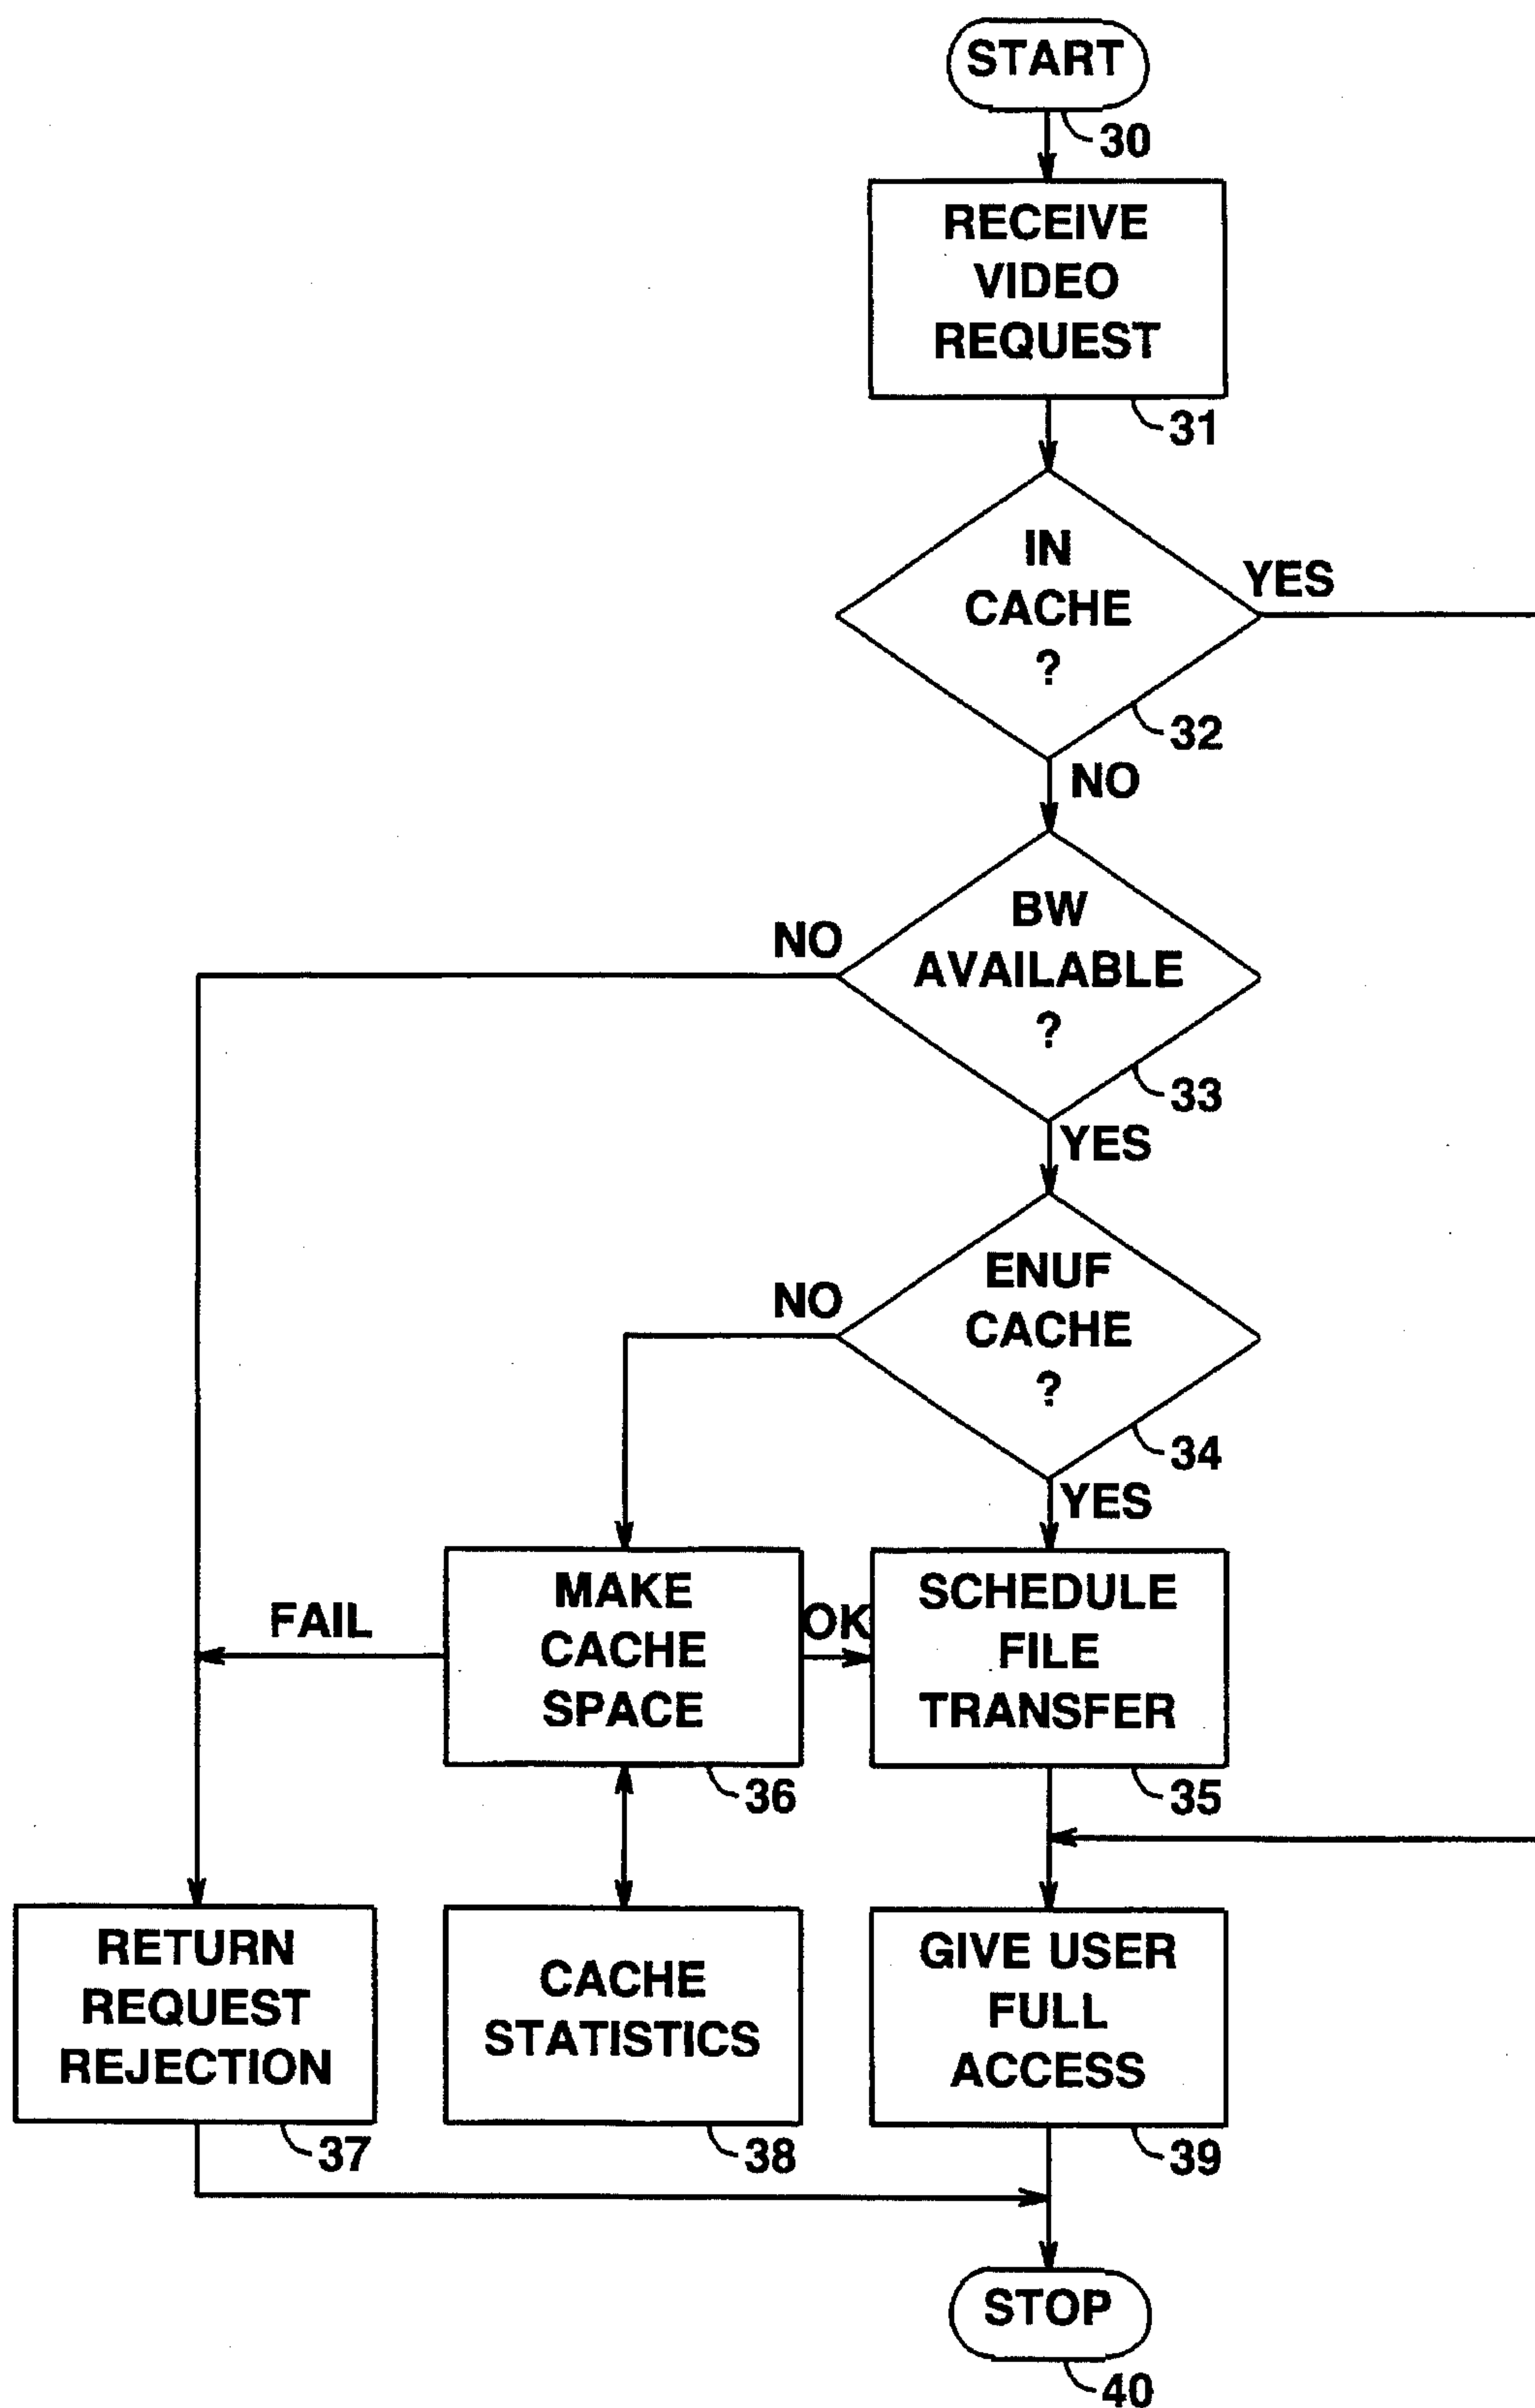 START
30
RECEIVE
VIDEO
REQUEST
31
IN
CACHE
?
YES
32
NO
BW
AVAILABLE
?
NO
33
YES
ENUF
CACHE
?
NO
34
YES
MAKE
CACHE
SPACE
FAIL
OK
36
SCHEDULE
FILE
TRANSFER
35
RETURN
REQUEST
REJECTION
37
CACHE
STATISTICS
38
GIVE USER
FULL
ACCESS
39
STOP
40